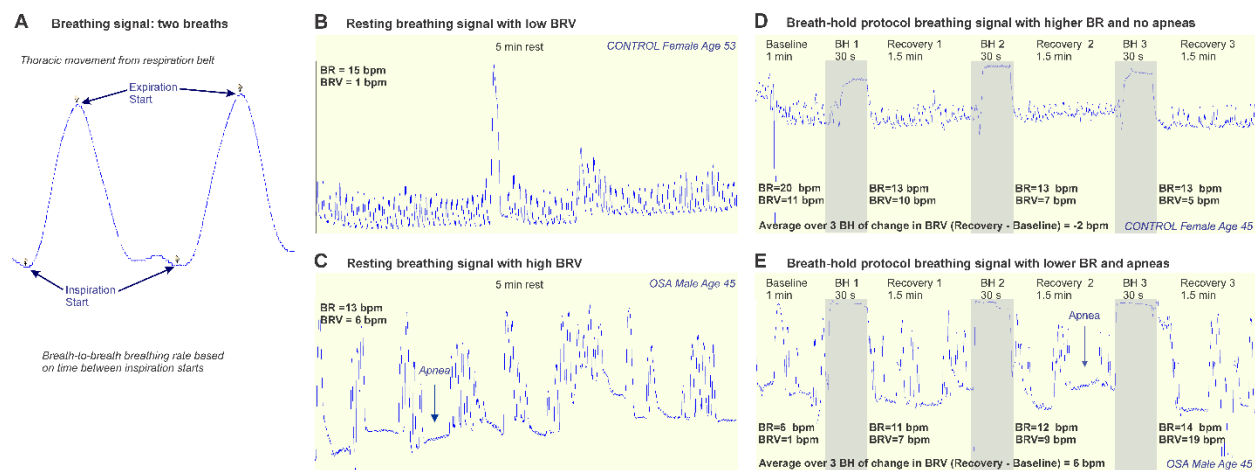 A Breathing signal: two breaths
Thoracic movement from respiration belt
Expiration
Start
Inspiration
Start
Breath-to-breath breathing rate based
on time between inspiration starts
B Resting breathing signal with low BRV
5 min rest
CONTROL Female Age 53
BR = 15 bpm
BRV = 1 bpm
C Resting breathing signal with high BRV
5 min rest
OSA Male Age 45
BR =13 bpm
BRV = 6 bpm
Apnea
D Breath-hold protocol breathing signal with higher BR and no apneas
Baseline BH 1 Recovery 1 BH 2 Recovery 2 BH 3 Recovery 3
1 min 30 s 1.5 min 30 s 1.5 min 30 s 1.5 min
BR=20 bpm BR=13 bpm BR=13 bpm BR=13 bpm
BRV=11 bpm BRV=10 bpm BRV=7 bpm BRV=5 bpm
Average over 3 BH of change in BRV (Recovery - Baseline) = -2 bpm
CONTROL Female Age 45
E Breath-hold protocol breathing signal with lower BR and apneas
Baseline BH 1 Recovery 1 BH 2 Recovery 2 BH 3 Recovery 3
1 min 30 s 1.5 min 30 s 1.5 min 30 s 1.5 min
Apnea
BR=6 bpm BR=11 bpm BR=12 bpm BR=14 bpm
BRV=1 bpm BRV=7 bpm BRV=9 bpm BRV=19 bpm
Average over 3 BH of change in BRV (Recovery - Baseline) = 6 bpm
OSA Male Age 45